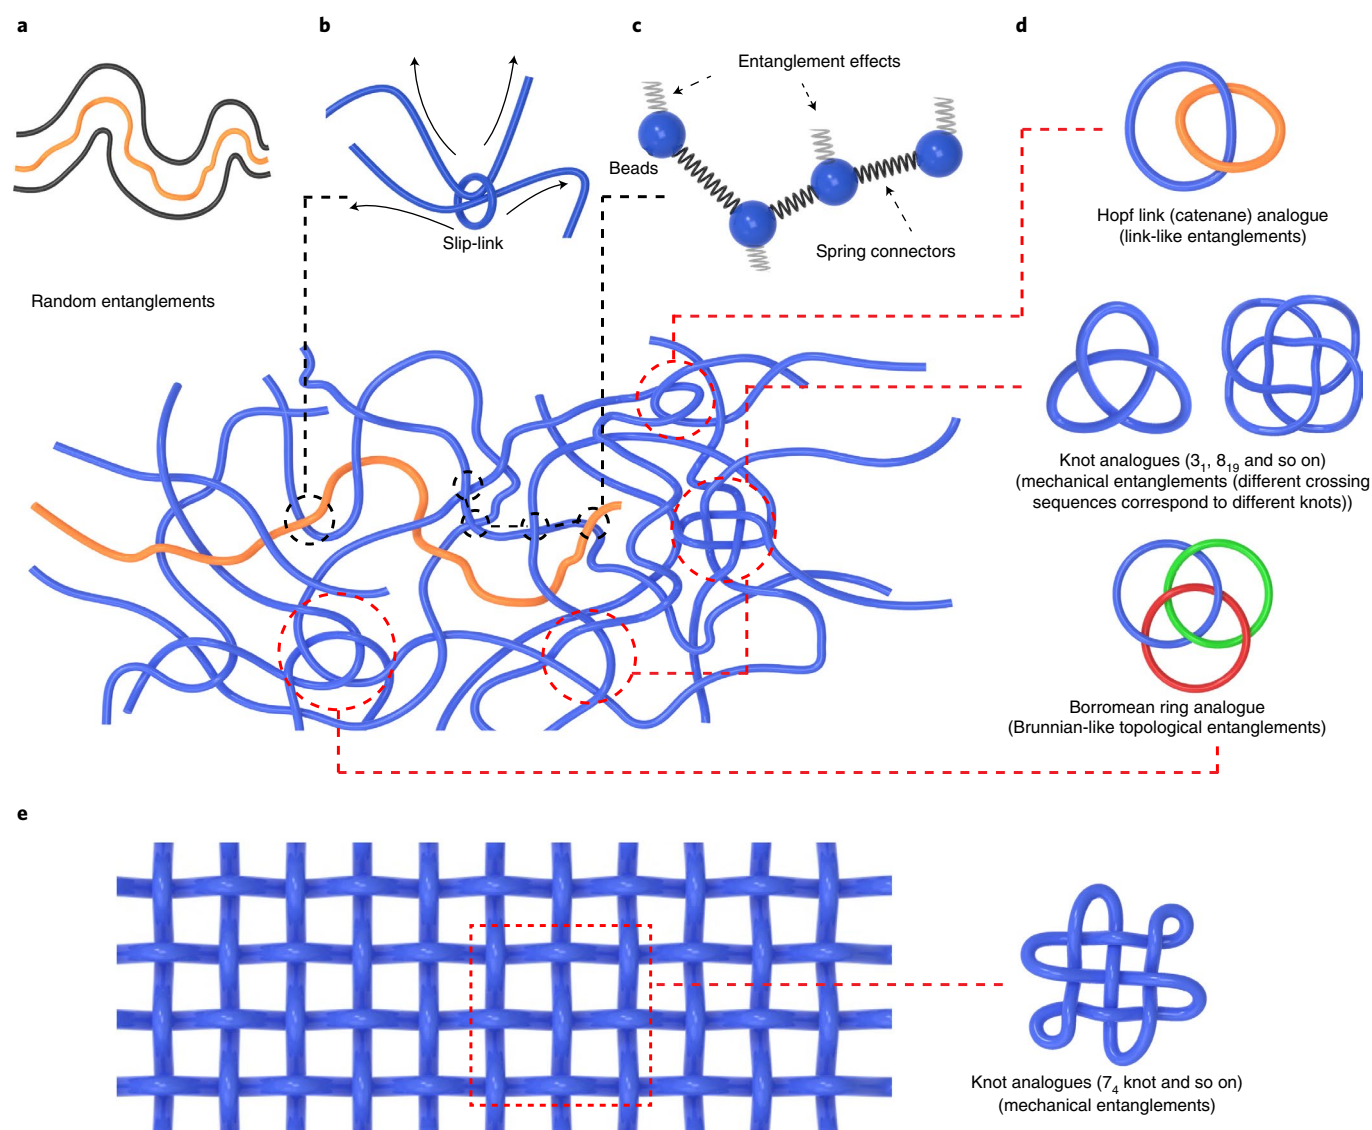 a
b
c
d
Entanglement effects
Beads
Slip-link
Spring connectors
Hopf link (catenane) analogue
(link-like entanglements)
Random entanglements
Knot analogues (3₁, 8₁₉ and so on)
(mechanical entanglements (different crossing
sequences correspond to different knots))
Borromean ring analogue
(Brunnian-like topological entanglements)
e
Knot analogues (7₄ knot and so on)
(mechanical entanglements)